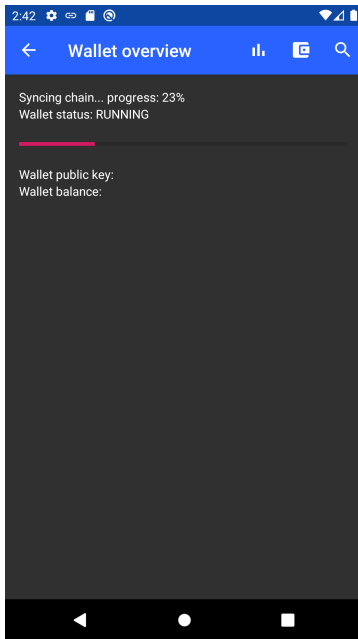 2:42
Wallet overview
Syncing chain... progress: 23%
Wallet status: RUNNING
Wallet public key:
Wallet balance: